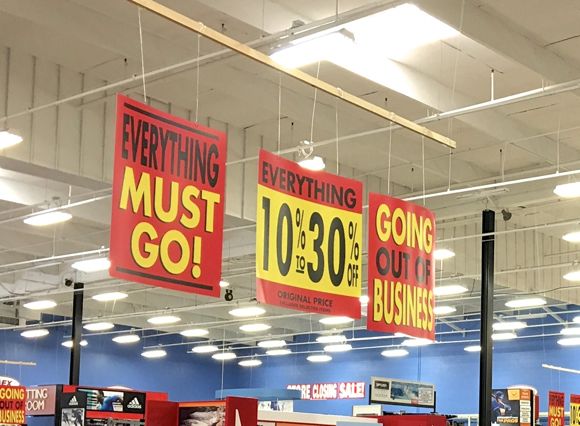 EVERYTHING
MUST
GO!
EVERYTHING
10% TO 30% OFF
ORIGINAL PRICE
GOING
OUT OF
BUSINESS
STORE CLOSING SALE!
GOING
OUT OF
BUSINESS
adidas